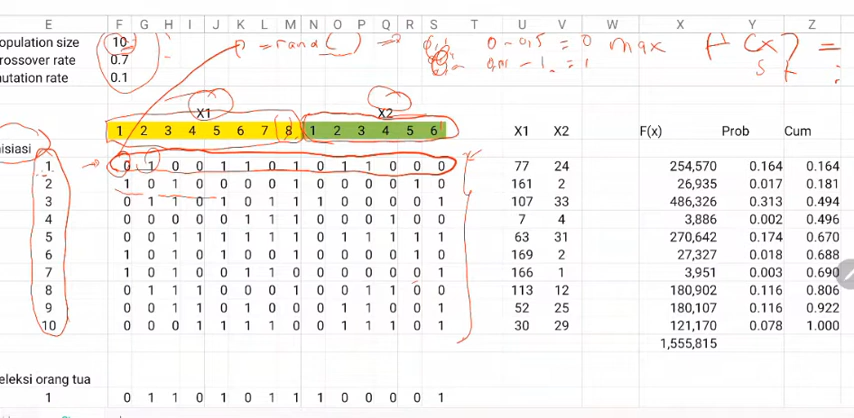 E F G H I J K L M N O P Q R S T U V W X Y Z
opulation size 10 p = rand ( ) => 0 - 0,5 = 0 max f (x) =
rossover rate 0.7 = 1
utation rate 0.1
X1 X2
1 2 3 4 5 6 7 8 1 2 3 4 5 6 X1 X2 F(x) Prob Cum
isiasi
1 0 1 0 0 1 1 0 1 0 1 1 0 0 0 77 24 254,570 0.164 0.164
2 1 0 1 0 0 0 0 1 0 0 0 0 1 0 161 2 26,935 0.017 0.181
3 0 1 1 0 1 0 1 1 1 0 0 0 0 1 107 33 486,326 0.313 0.494
4 0 0 0 0 0 1 1 1 0 0 0 1 0 0 7 4 3,886 0.002 0.496
5 0 0 1 1 1 1 1 1 0 1 1 1 1 1 63 31 270,642 0.174 0.670
6 1 0 1 0 1 0 0 1 0 0 0 0 1 0 169 2 27,327 0.018 0.688
7 1 0 1 0 0 1 1 0 0 0 0 0 0 1 166 1 3,951 0.003 0.690
8 0 1 1 1 0 0 0 1 0 0 1 1 0 0 113 12 180,902 0.116 0.806
9 0 0 1 1 0 1 0 0 0 1 1 0 0 1 52 25 180,107 0.116 0.922
10 0 0 0 1 1 1 1 0 0 1 1 1 0 1 30 29 121,170 0.078 1.000
1,555,815
eleksi orang tua
1 0 1 1 0 1 0 1 1 1 0 0 0 0 1